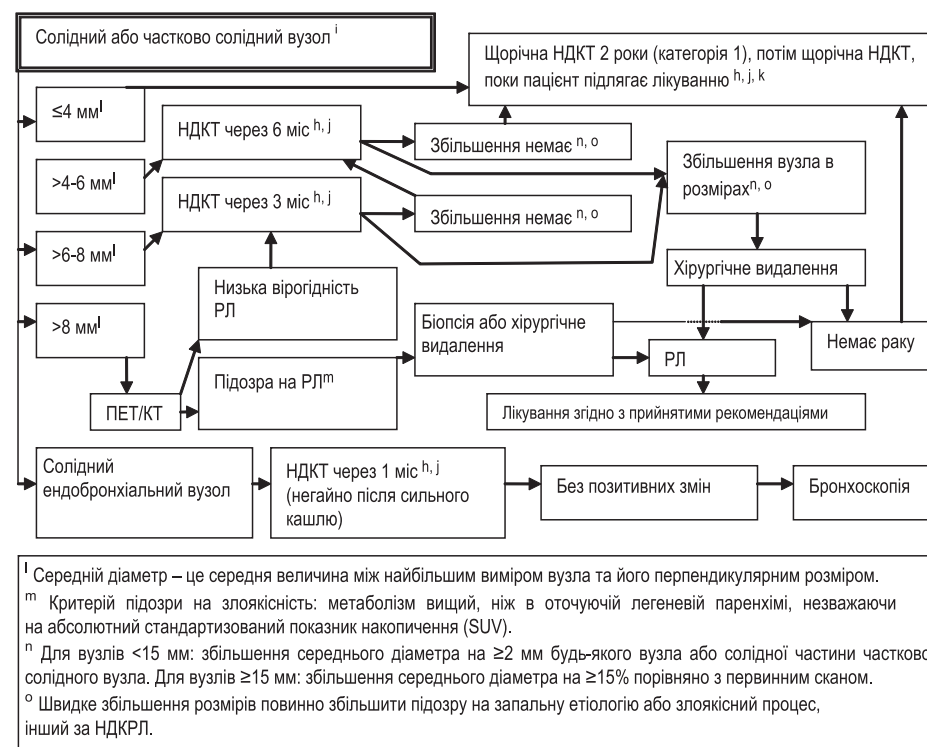 Солідний або частково солідний вузол i
Щорічна НДКТ 2 роки (категорія 1), потім щорічна НДКТ,
поки пацієнт підлягає лікуванню h, j, k
≤4 ммl
НДКТ через 6 міс h, j
Збільшення немає n, o
Збільшення вузла в
розмірахn, o
>4-6 ммl
НДКТ через 3 міс h, j
Збільшення немає n, o
>6-8 ммl
Хірургічне видалення
Низька вірогідність
РЛ
>8 ммl
Біопсія або хірургічне
видалення
Немає раку
РЛ
Підозра на РЛm
ПЕТ/КТ
Лікування згідно з прийнятими рекомендаціями
Солідний
ендобронхіальний вузол
НДКТ через 1 міс h, j
(негайно після сильного
кашлю)
Без позитивних змін
Бронхоскопія
l Середній діаметр – це середня величина між найбільшим виміром вузла та його перпендикулярним розміром.
m Критерій підозри на злоякісність: метаболізм вищий, ніж в оточуючій легеневій паренхімі, незважаючи
на абсолютний стандартизований показник накопичення (SUV).
n Для вузлів <15 мм: збільшення середнього діаметра на ≥2 мм будь-якого вузла або солідної частини частково
солідного вузла. Для вузлів ≥15 мм: збільшення середнього діаметра на ≥15% порівняно з первинним сканом.
o Швидке збільшення розмірів повинно збільшити підозру на запальну етіологію або злоякісний процес,
інший за НДКРЛ.